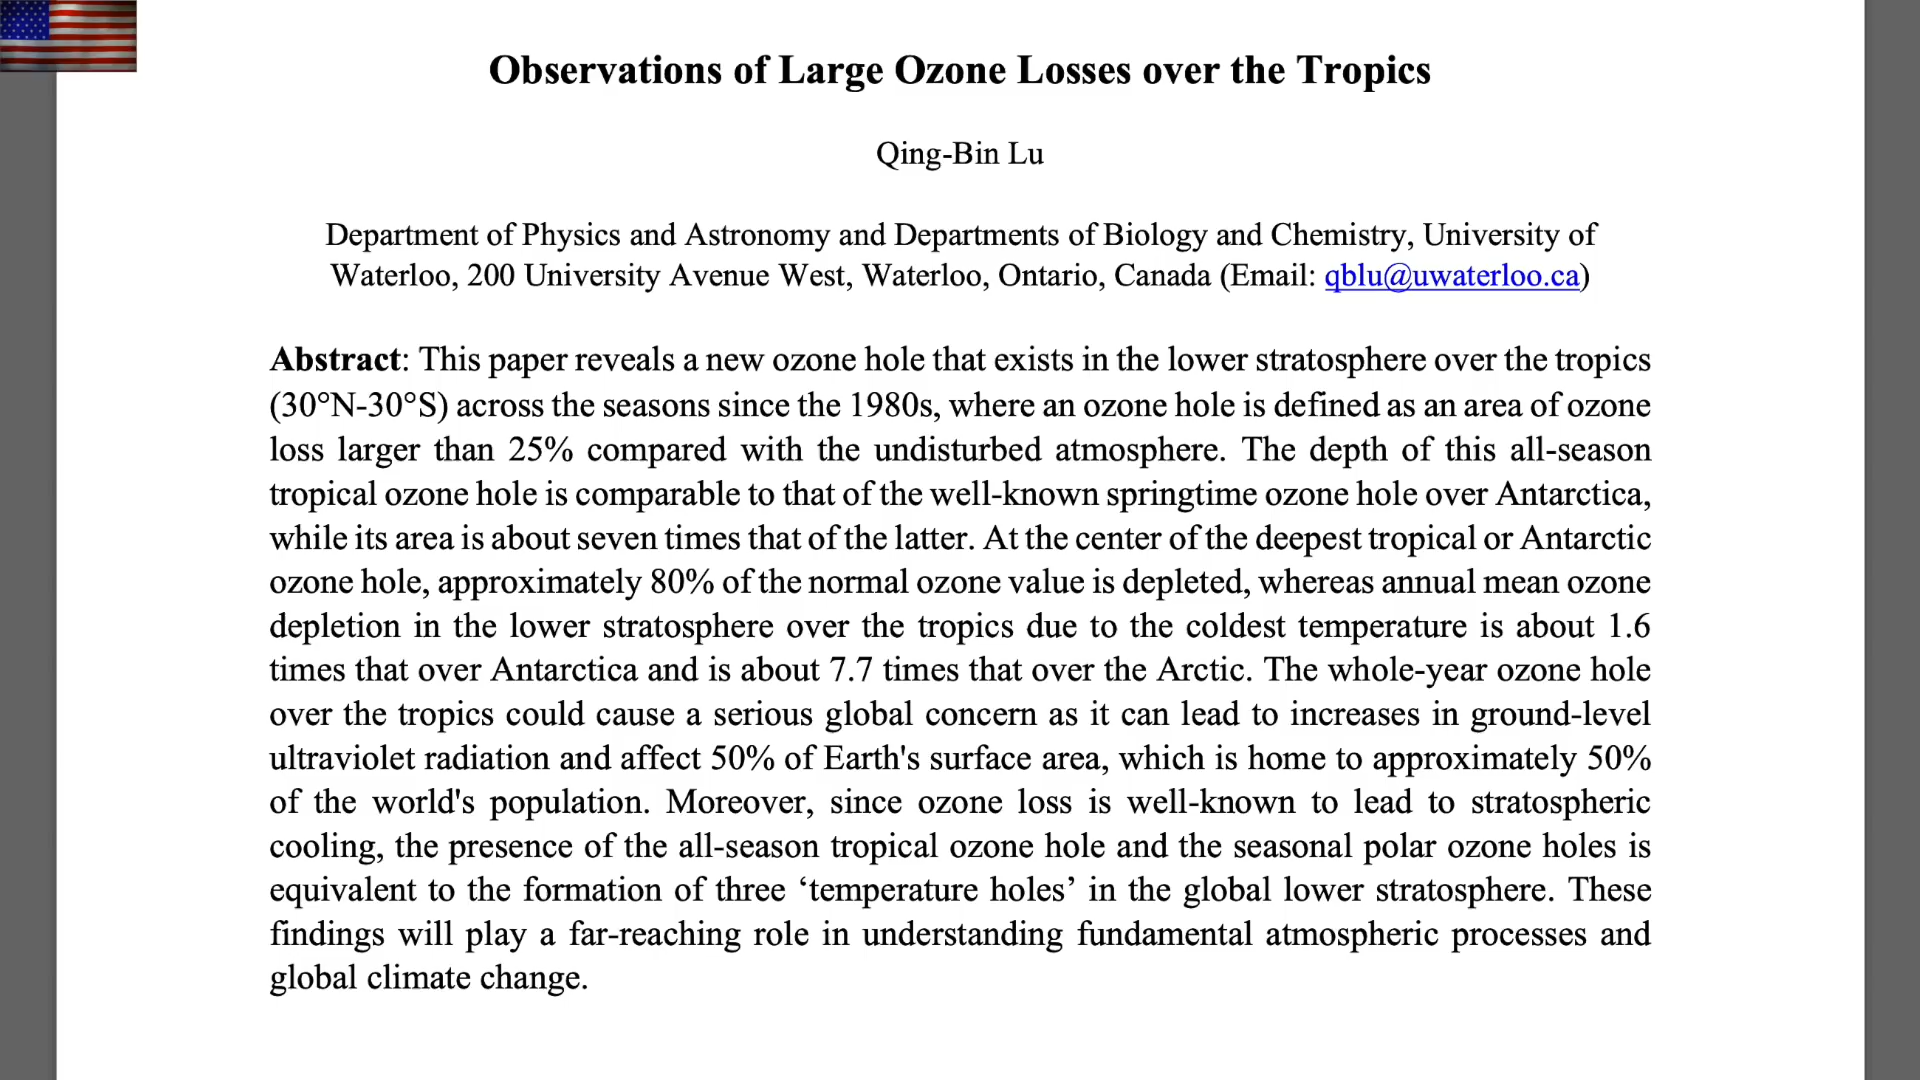 Observations of Large Ozone Losses over the Tropics
Qing-Bin Lu
Department of Physics and Astronomy and Departments of Biology and Chemistry, University of
Waterloo, 200 University Avenue West, Waterloo, Ontario, Canada (Email: qblu@uwaterloo.ca)
Abstract: This paper reveals a new ozone hole that exists in the lower stratosphere over the tropics
(30°N-30°S) across the seasons since the 1980s, where an ozone hole is defined as an area of ozone
loss larger than 25% compared with the undisturbed atmosphere. The depth of this all-season
tropical ozone hole is comparable to that of the well-known springtime ozone hole over Antarctica,
while its area is about seven times that of the latter. At the center of the deepest tropical or Antarctic
ozone hole, approximately 80% of the normal ozone value is depleted, whereas annual mean ozone
depletion in the lower stratosphere over the tropics due to the coldest temperature is about 1.6
times that over Antarctica and is about 7.7 times that over the Arctic. The whole-year ozone hole
over the tropics could cause a serious global concern as it can lead to increases in ground-level
ultraviolet radiation and affect 50% of Earth's surface area, which is home to approximately 50%
of the world's population. Moreover, since ozone loss is well-known to lead to stratospheric
cooling, the presence of the all-season tropical ozone hole and the seasonal polar ozone holes is
equivalent to the formation of three ‘temperature holes’ in the global lower stratosphere. These
findings will play a far-reaching role in understanding fundamental atmospheric processes and
global climate change.